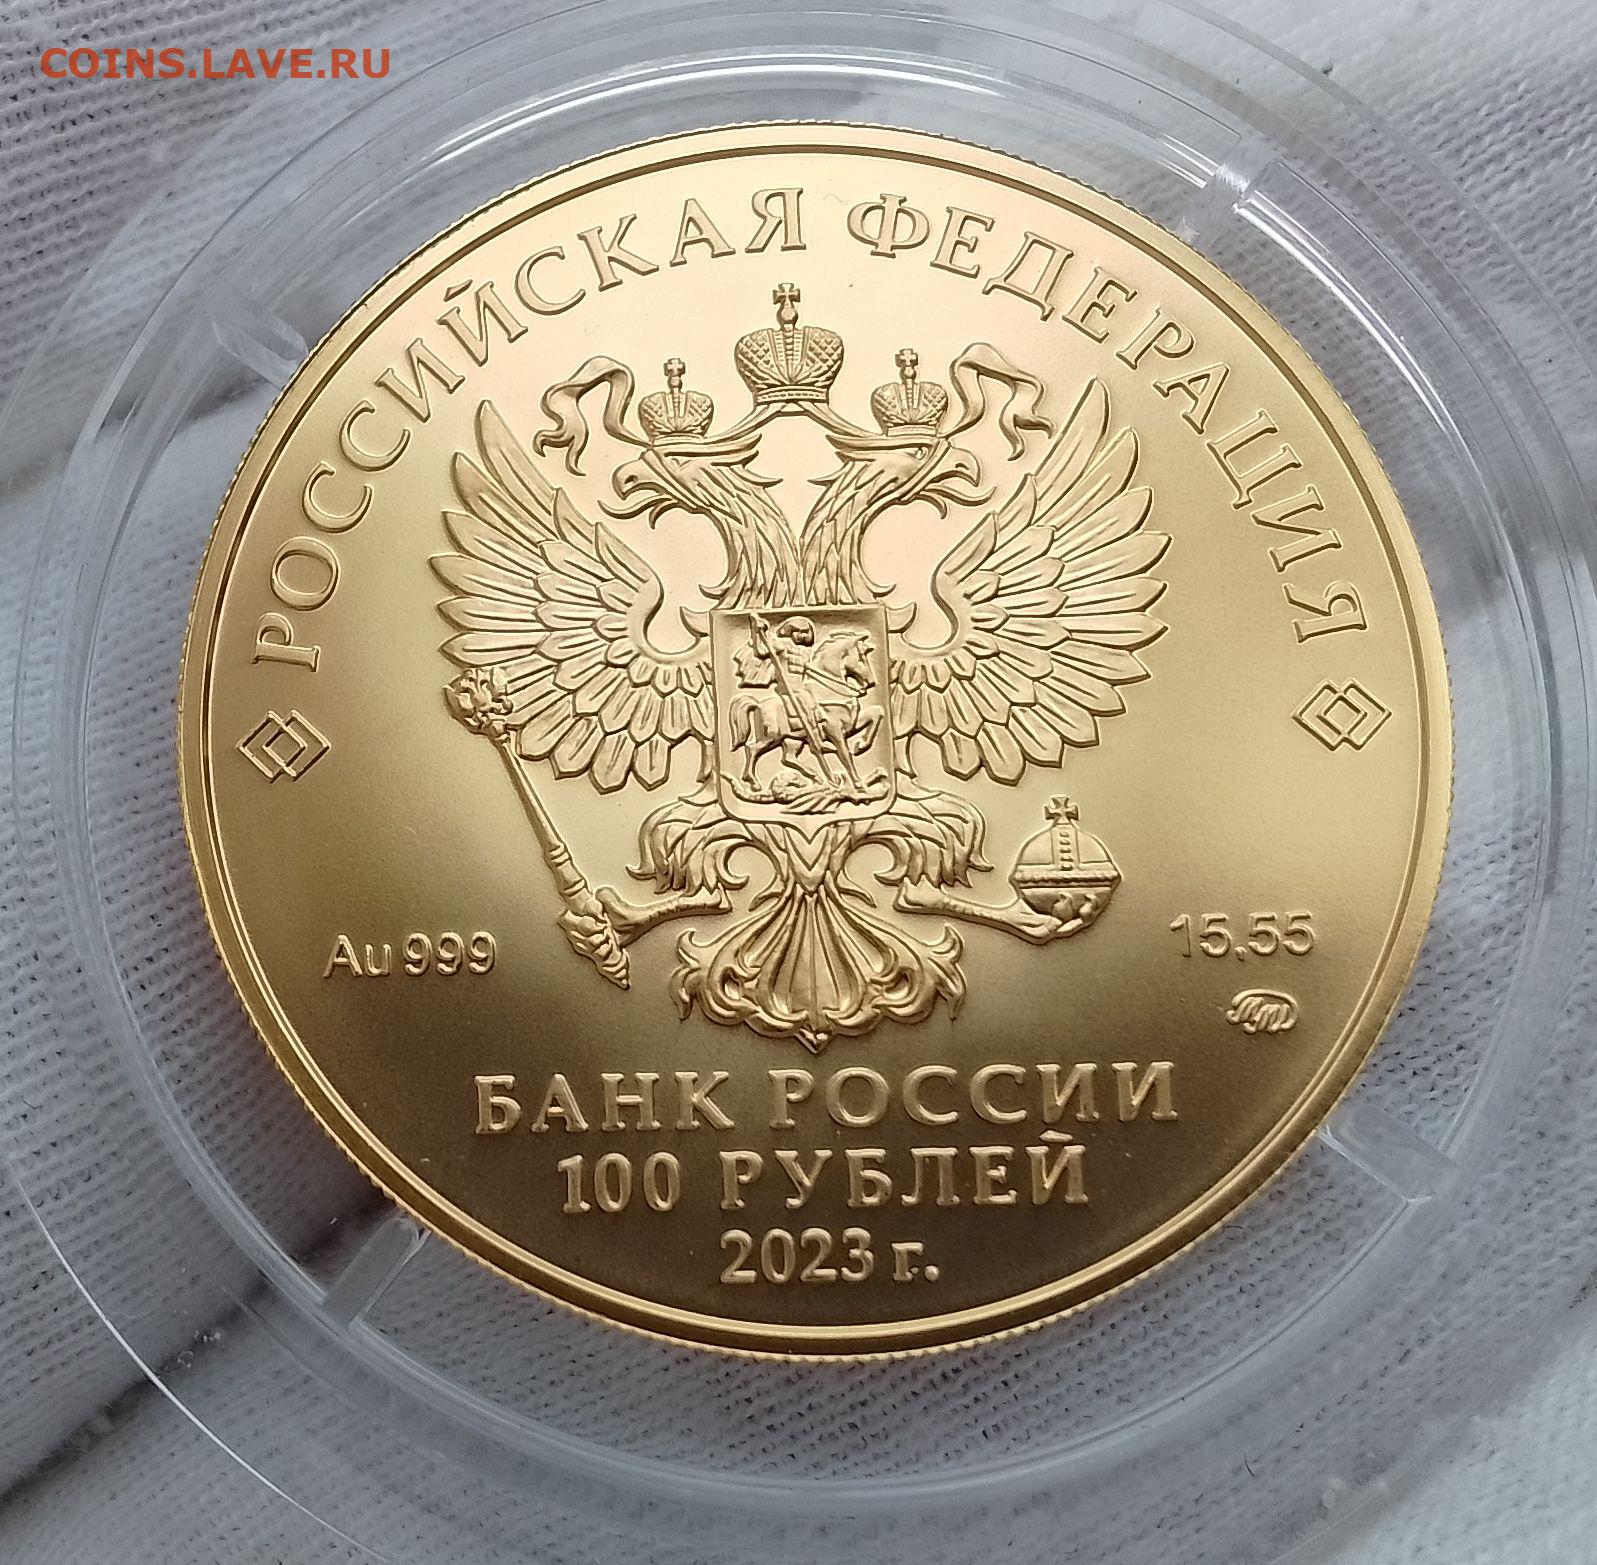 COINS.LAVE.RU
РОССИЙСКАЯ ФЕДЕРАЦИЯ
Au 999
15,55
ММД
БАНК РОССИИ
100 РУБЛЕЙ
2023 г.